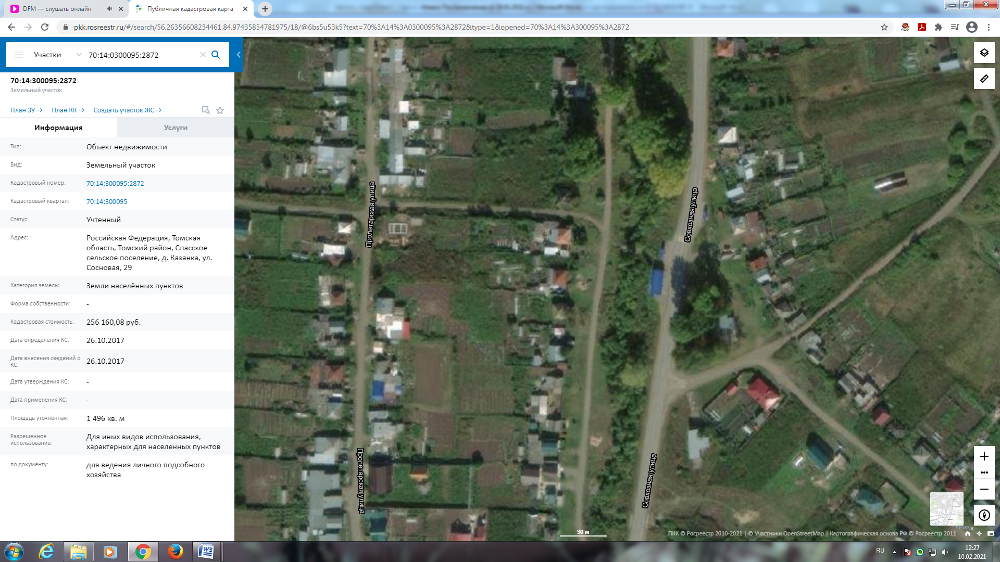 DFM — слушать онлайн
Публичная кадастровая карта
pkk.rosreestr.ru/#/search/56.26356608234461,84.97435854781975/18/@6bs5u53k5?text=70%3A14%3A0300095%3A2872&type=1&opened=70%3A14%3A300095%3A2872
Участки 70:14:0300095:2872
70:14:300095:2872
Земельный участок
План ЗУ→ План КК→ Создать участок ЖС→
Информация Услуги
Тип: Объект недвижимости
Вид: Земельный участок
Кадастровый номер: 70:14:300095:2872
Кадастровый квартал: 70:14:300095
Статус: Учтенный
Адрес: Российская Федерация, Томская
область, Томский район, Спасское
сельское поселение, д. Казанка, ул.
Сосновая, 29
Категория земель: Земли населённых пунктов
Форма собственности: -
Кадастровая стоимость: 256 160,08 руб.
Дата определения КС: 26.10.2017
Дата внесения сведений о
КС: 26.10.2017
Дата утверждения КС: -
Дата применения КС: -
Площадь уточненная: 1 496 кв. м
Разрешенное
использование: Для иных видов использования,
характерных для населенных пунктов
по документу: для ведения личного подсобного
хозяйства
Пролетарская улица
Совхозная улица
Пролетарская улица
Совхозная улица
30 м
ПКК © Росреестр 2010-2021 | © Участники OpenStreetMap | Картографическая основа РФ © Росреестр 2011
RU
12:27
10.02.2021